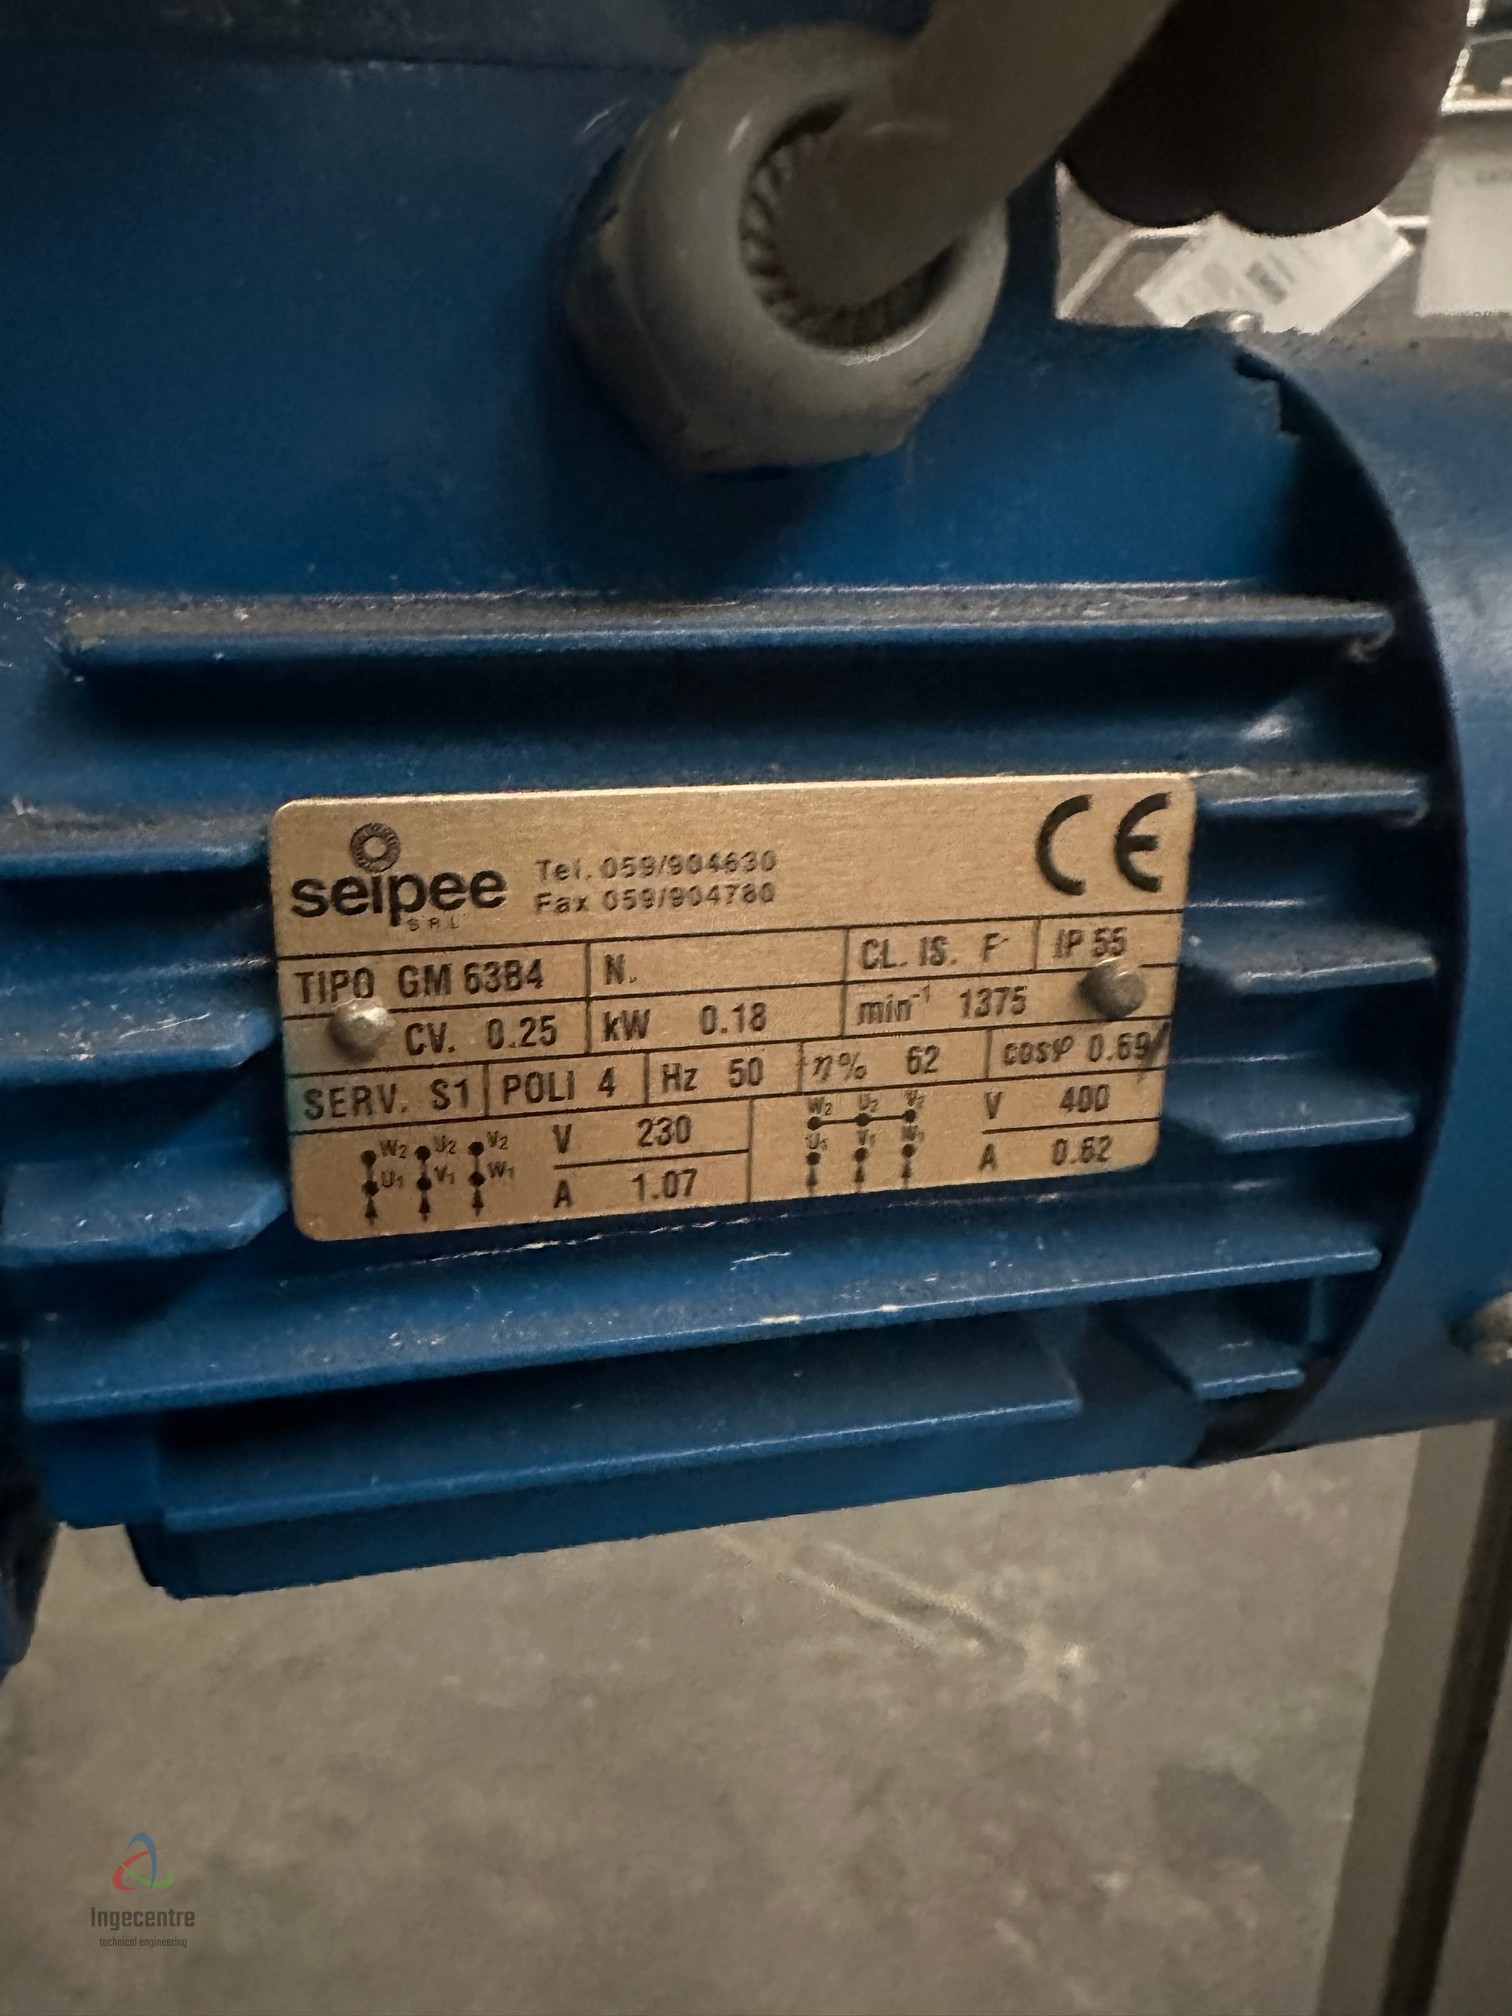 seipee
S.R.L.
Tel. 059/904630
Fax 059/904780
CE
TIPO GM 63B4 N. CL. IS. F IP 55
CV. 0.25 kW 0.18 min-1 1375
SERV. S1 POLI 4 Hz 50 η% 62 cosφ 0.69
W2 U2 V2
U1 V1 W1
V 230
A 1.07
W2 U2 V2
U1 V1 W1
V 400
A 0.62
Ingecentre
technical engineering